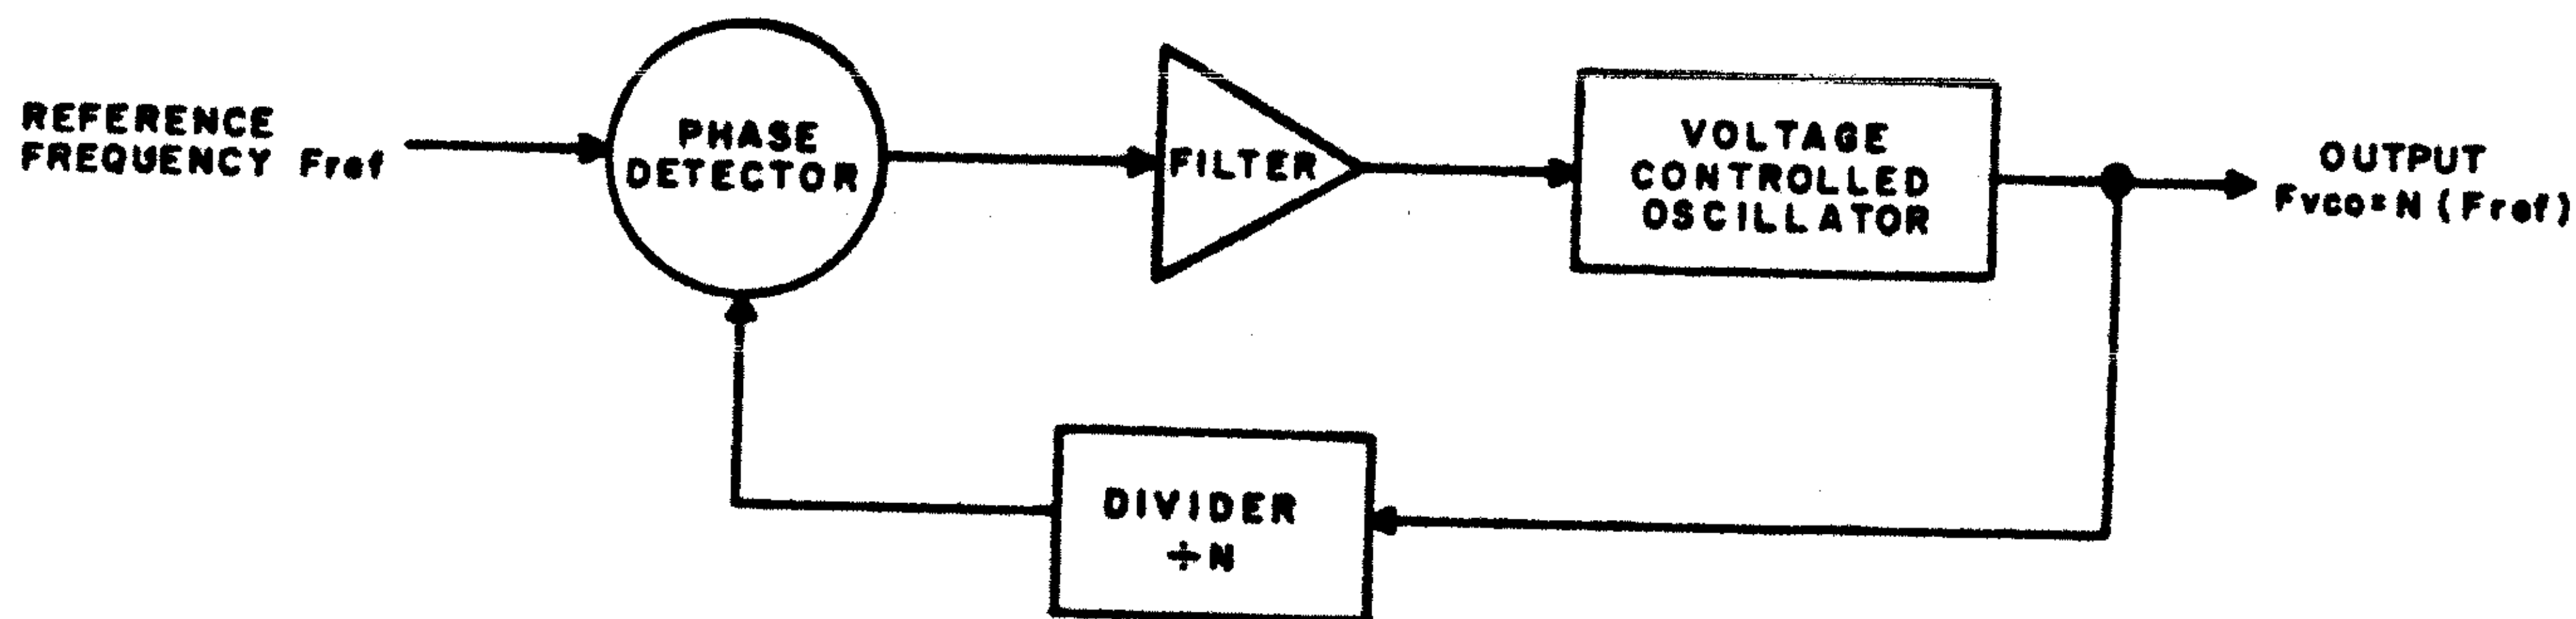 REFERENCE
FREQUENCY Fref
PHASE
DETECTOR
FILTER
VOLTAGE
CONTROLLED
OSCILLATOR
OUTPUT
Fvco=N (Fref)
DIVIDER
÷N